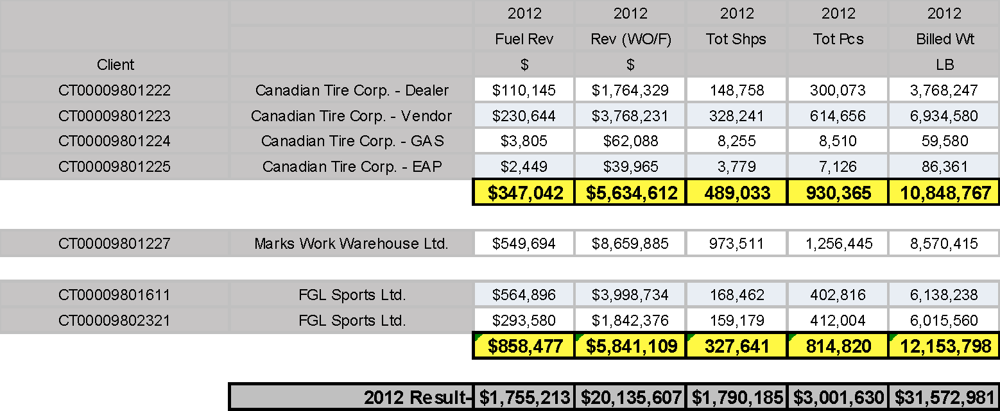 2012 2012 2012 2012 2012
Fuel Rev Rev (WO/F) Tot Shps Tot Pcs Billed Wt
Client $ $ LB
CT00009801222 Canadian Tire Corp. - Dealer $110,145 $1,764,329 148,758 300,073 3,768,247
CT00009801223 Canadian Tire Corp. - Vendor $230,644 $3,768,231 328,241 614,656 6,934,580
CT00009801224 Canadian Tire Corp. - GAS $3,805 $62,088 8,255 8,510 59,580
CT00009801225 Canadian Tire Corp. - EAP $2,449 $39,965 3,779 7,126 86,361
$347,042 $5,634,612 489,033 930,365 10,848,767
CT00009801227 Marks Work Warehouse Ltd. $549,694 $8,659,885 973,511 1,256,445 8,570,415
CT00009801611 FGL Sports Ltd. $564,896 $3,998,734 168,462 402,816 6,138,238
CT00009802321 FGL Sports Ltd. $293,580 $1,842,376 159,179 412,004 6,015,560
$858,477 $5,841,109 327,641 814,820 12,153,798
2012 Result- $1,755,213 $20,135,607 $1,790,185 $3,001,630 $31,572,981